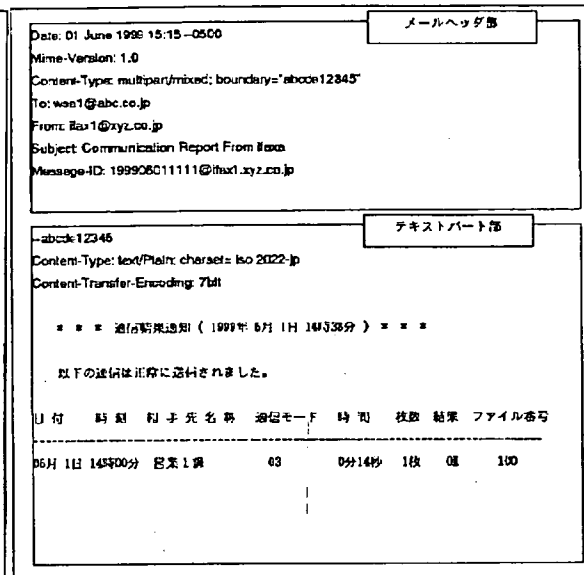 メールヘッダ部
Date: 01 June 1999 15:15 -0500
Mime-Version: 1.0
Content-Type: multipart/mixed; boundary="abcde12345"
To: wsa1@abc.co.jp
From: ifax1@xyz.co.jp
Subject: Communication Report From ifaxa
Message-ID: 199906011111@ifax1.xyz.co.jp
テキストパート部
--abcde12345
Content-Type: text/Plain; charset= iso 2022-jp
Content-Transfer-Encoding: 7bit
* * * 通信結果通知 ( 1999年 6月 1日 14時38分 ) * * *
以下の送信は正常に送信されました。
日 付 時 刻 相 手 先 名 称 通信モード 時 間 枚数 結果 ファイル番号
06月 1日 14時00分 営業1課 03 0分14秒 1枚 100